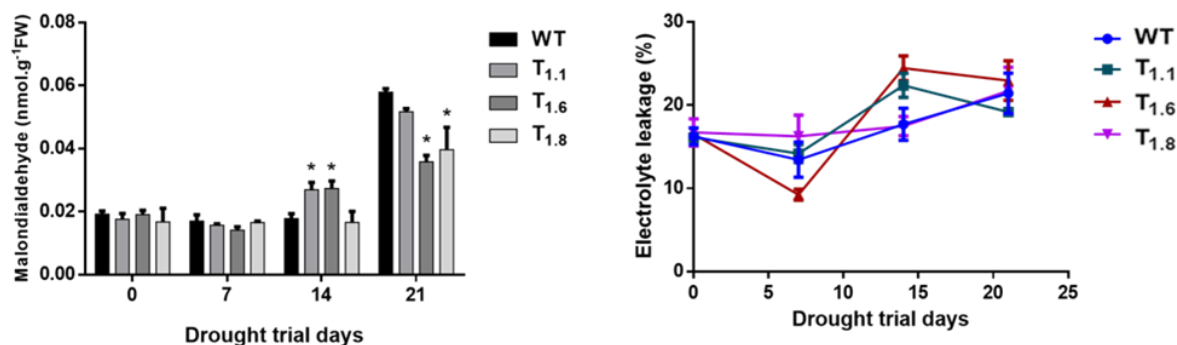 Malondialdehyde (nmol.g⁻¹FW)
0.08
0.06
0.04
0.02
0.00
* * * *
0 7 14 21
Drought trial days
WT
T1.1
T1.6
T1.8
Electrolyte leakage (%)
30
20
10
0
0 5 10 15 20 25
Drought trial days
WT
T1.1
T1.6
T1.8